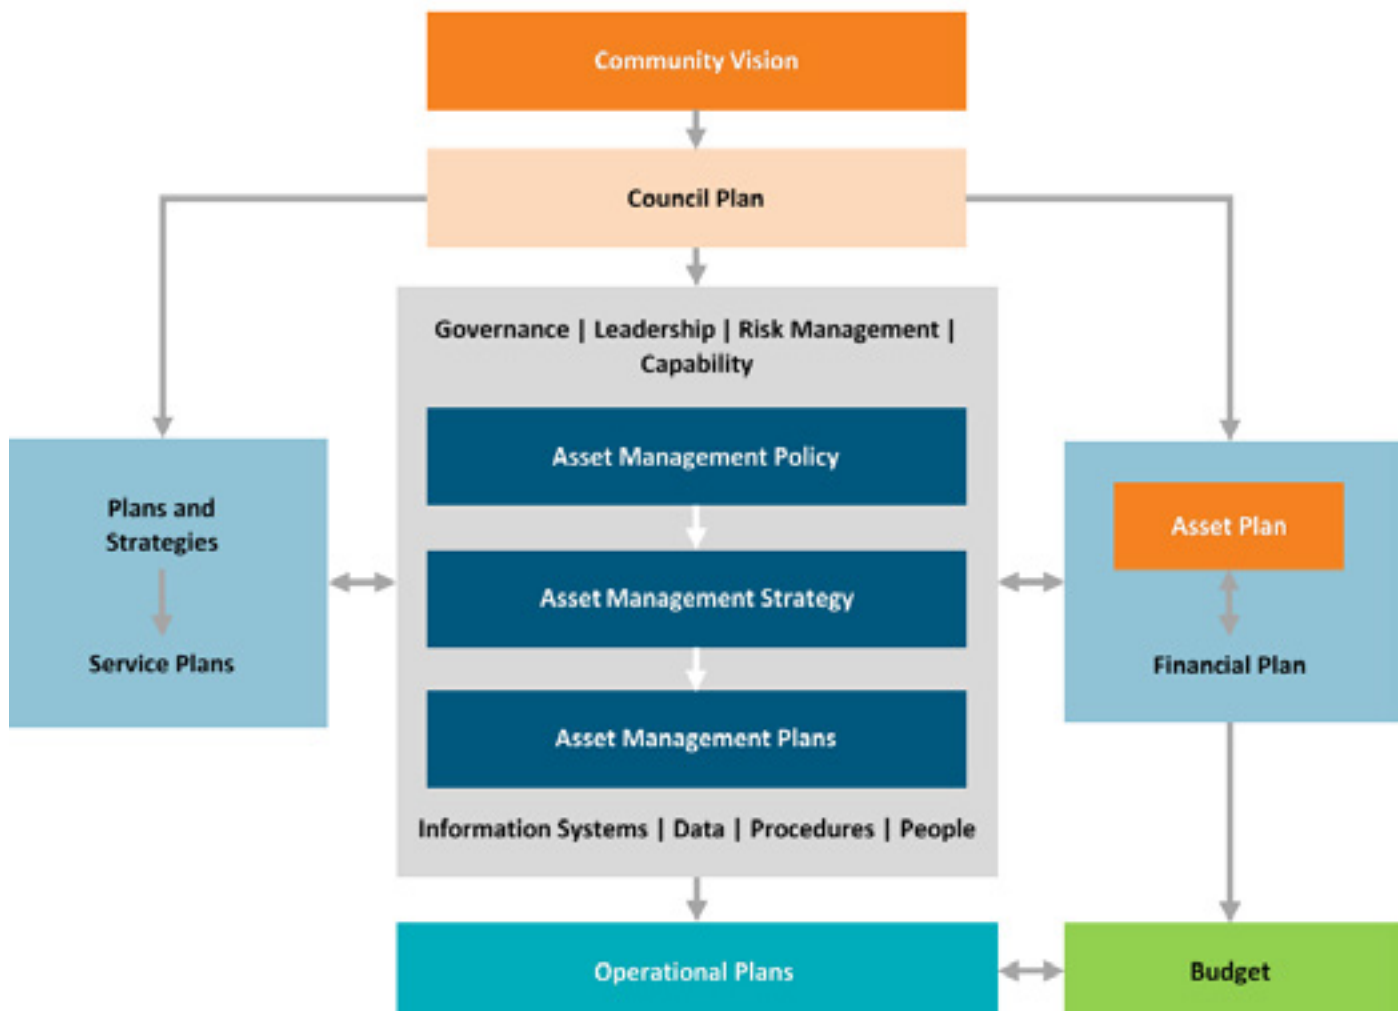 Community Vision
Council Plan
Governance | Leadership | Risk Management |
Capability
Asset Management Policy
Plans and
Strategies
Asset Plan
Asset Management Strategy
Service Plans
Financial Plan
Asset Management Plans
Information Systems | Data | Procedures | People
Operational Plans
Budget